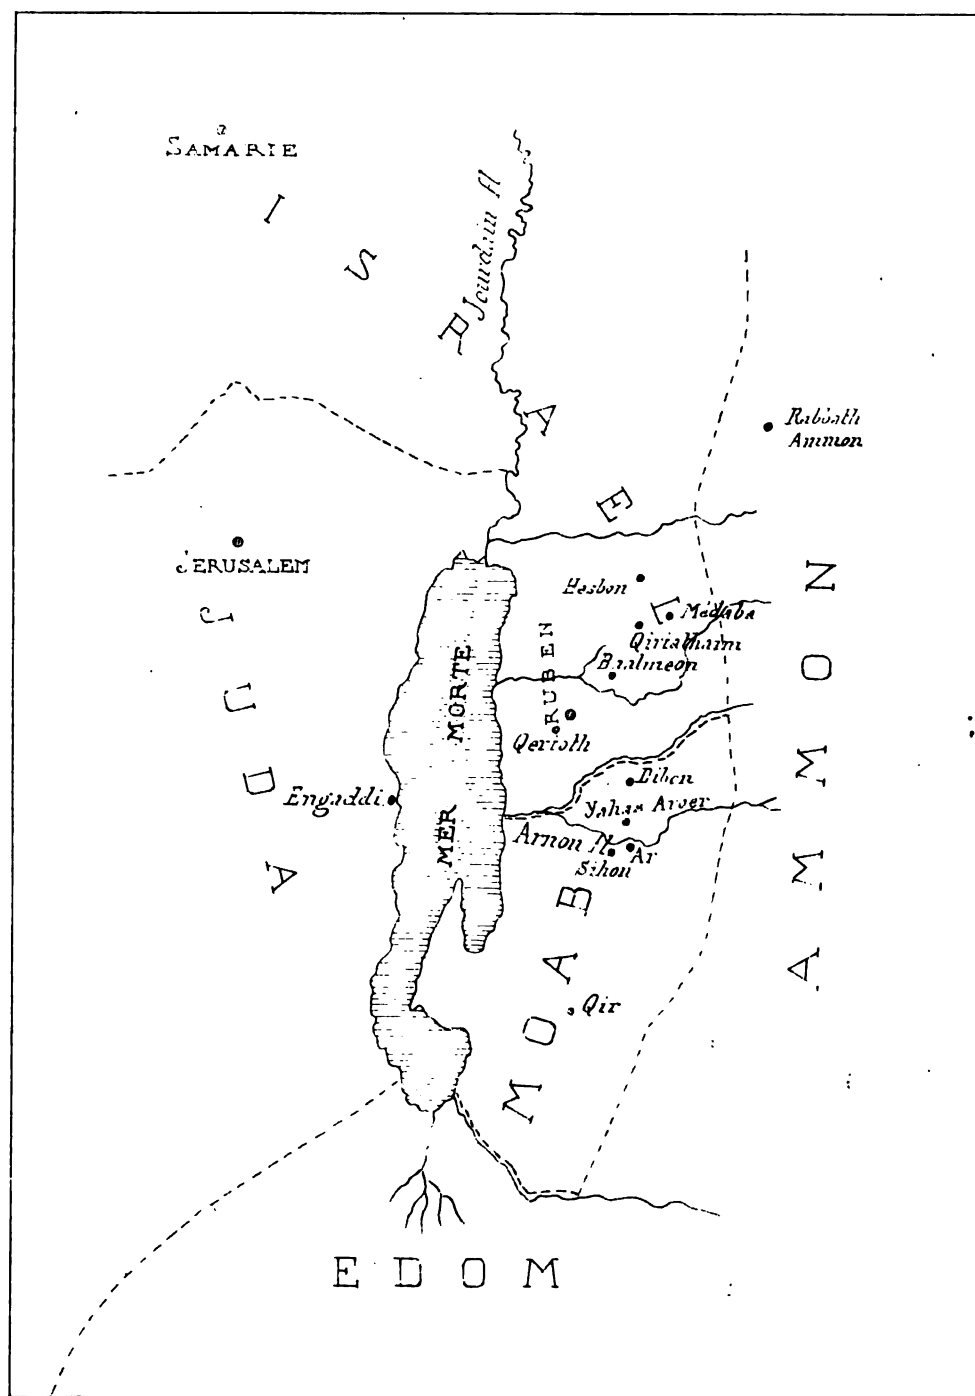 SAMARIE
ISRAEL
Jourdain fl
Rabbath
Ammon
JERUSALEM
Hesbon
Medaba
Qiriathaim
Baalmeon
RUBEN
Qerioth
JUDA
MER MORTE
AMMON
Engaddi
Dibon
Yahas Aroer
Arnon fl
Ar
Sihon
MOAB
Qir
EDOM